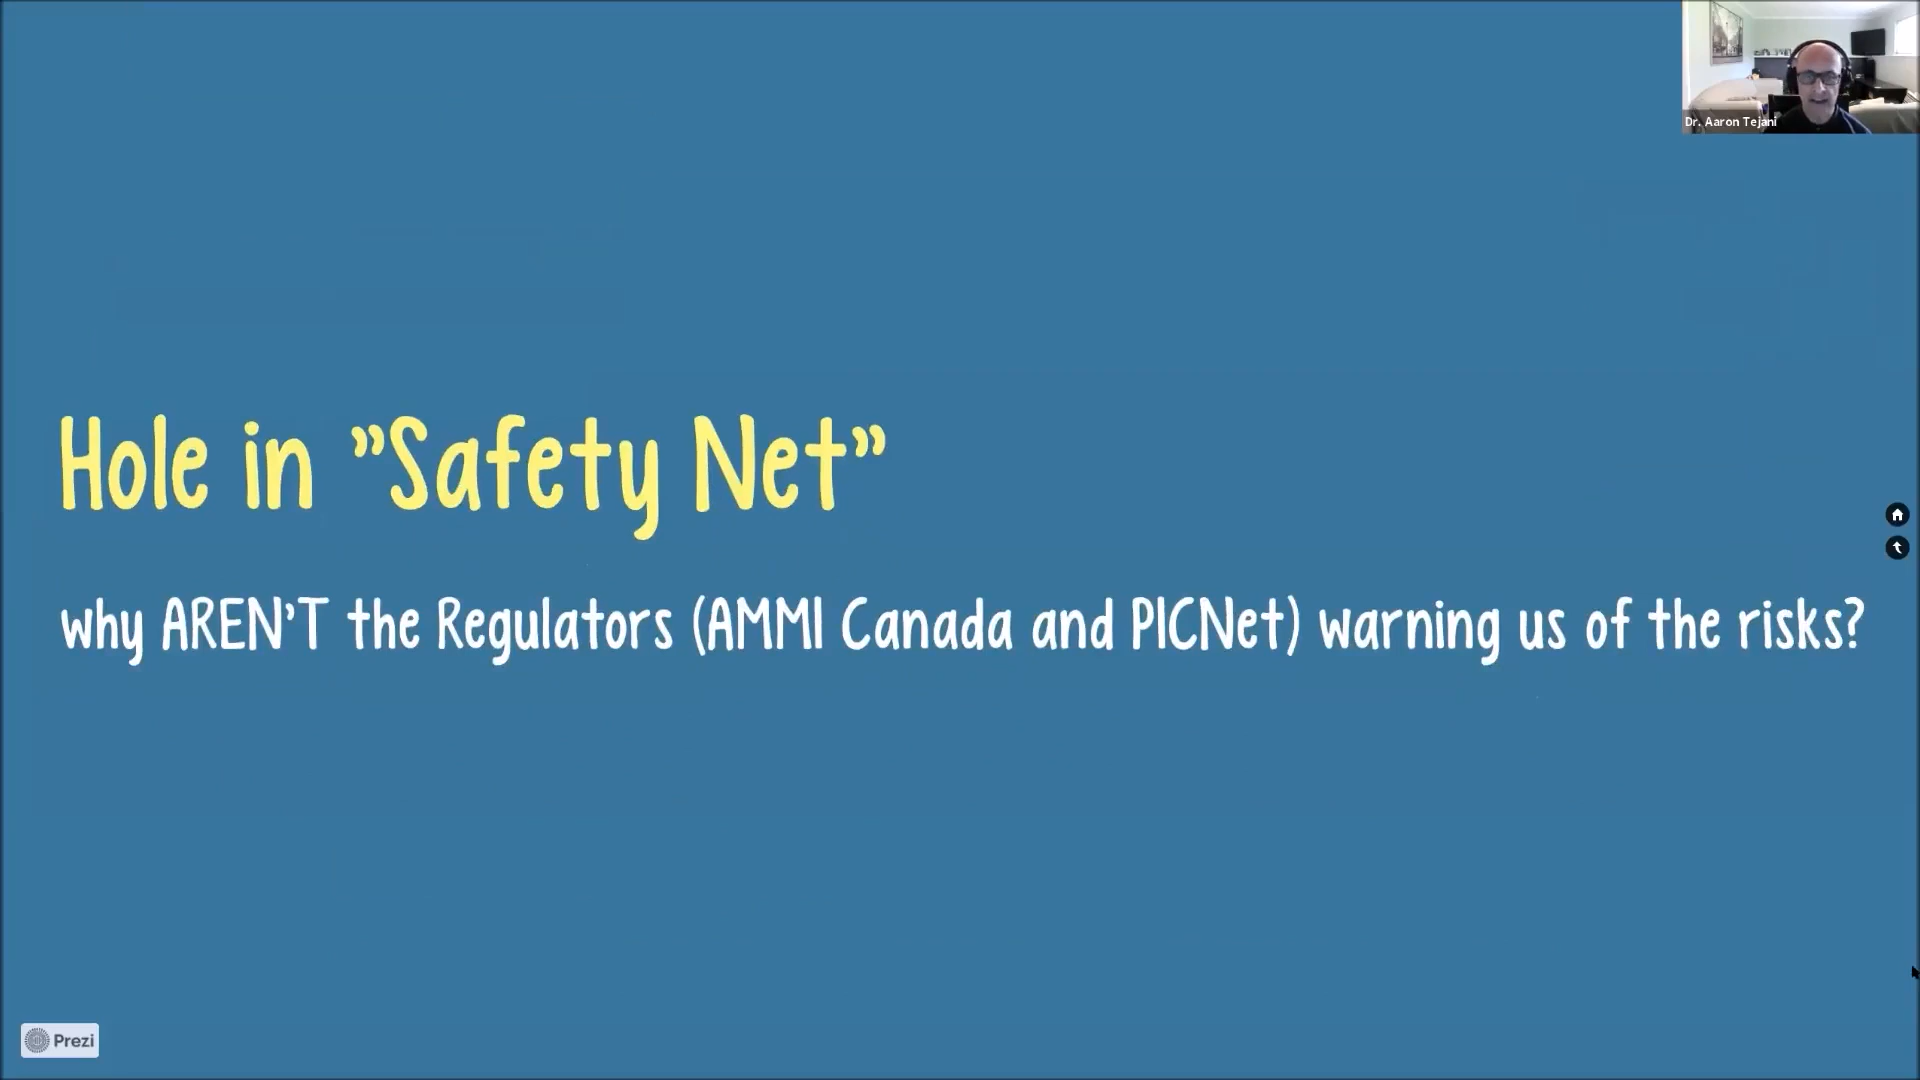 Dr. Aaron Tejani
Hole in ”Safety Net”
why AREN’T the Regulators (AMMI Canada and PICNet) warning us of the risks?
Prezi